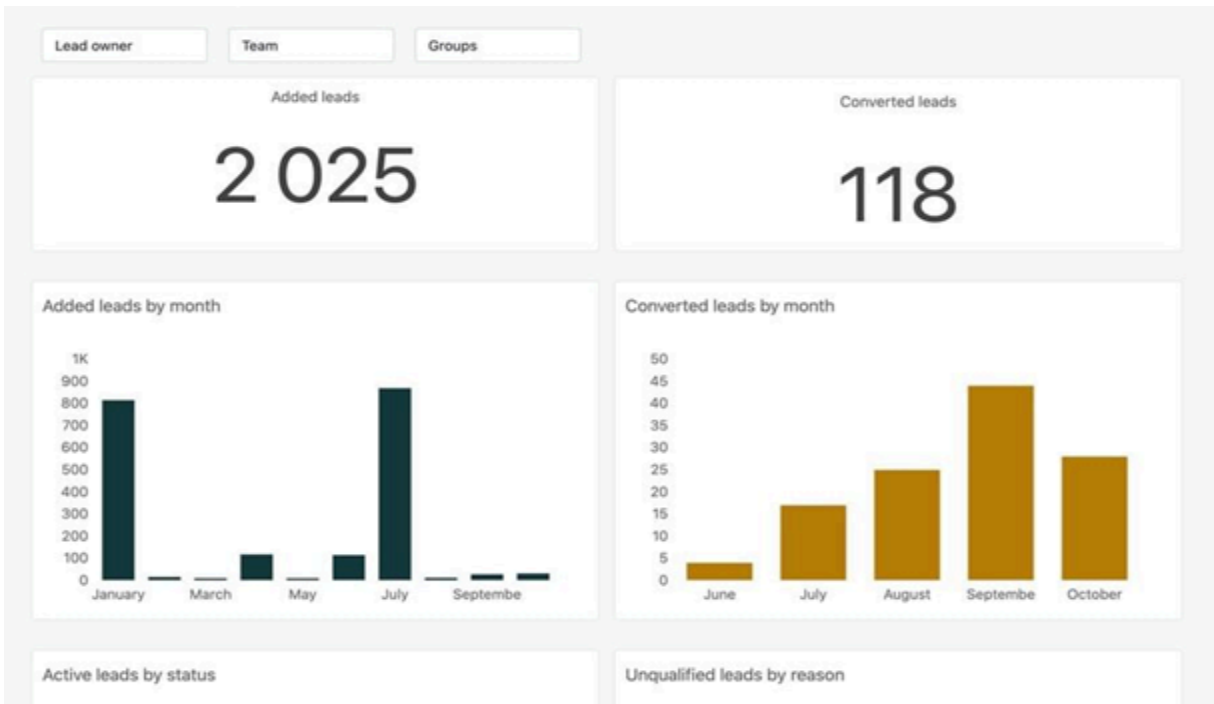 Lead owner
Team
Groups
Added leads
2 025
Converted leads
118
Added leads by month
1K
900
800
700
600
500
400
300
200
100
0
January
March
May
July
Septembe
Converted leads by month
50
45
40
35
30
25
20
15
10
5
0
June
July
August
Septembe
October
Active leads by status
Unqualified leads by reason